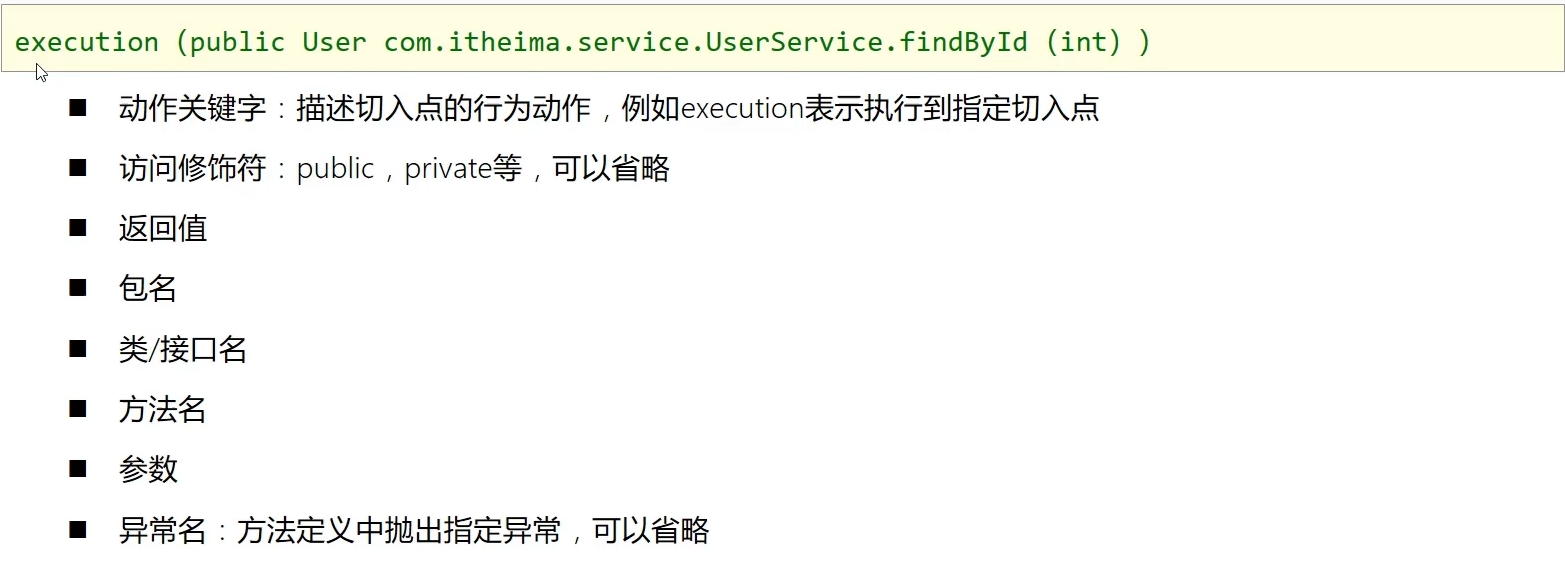 execution (public User com.itheima.service.UserService.findById (int) )
■ 动作关键字：描述切入点的行为动作，例如execution表示执行到指定切入点
■ 访问修饰符：public，private等，可以省略
■ 返回值
■ 包名
■ 类/接口名
■ 方法名
■ 参数
■ 异常名：方法定义中抛出指定异常，可以省略